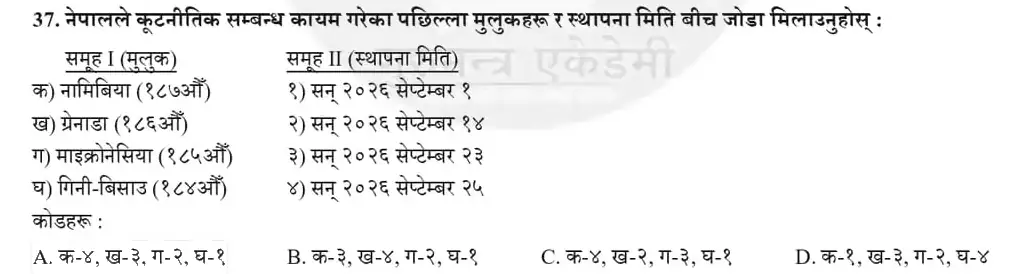 37. नेपालले कूटनीतिक सम्बन्ध कायम गरेका पछिल्ला मुलुकहरू र स्थापना मिति बीच जोडा मिलाउनुहोस् :
समूह I (मुलुक) समूह II (स्थापना मिति)
क) नामिबिया (१८७औँ) १) सन् २०२६ सेप्टेम्बर १
ख) ग्रेनाडा (१८६औँ) २) सन् २०२६ सेप्टेम्बर १४
ग) माइक्रोनेसिया (१८५औँ) ३) सन् २०२६ सेप्टेम्बर २३
घ) गिनी-बिसाउ (१८४औँ) ४) सन् २०२६ सेप्टेम्बर २५
कोडहरू :
A. क-४, ख-३, ग-२, घ-१ B. क-३, ख-४, ग-२, घ-१ C. क-४, ख-२, ग-३, घ-१ D. क-१, ख-३, ग-२, घ-४
एकेडेमी